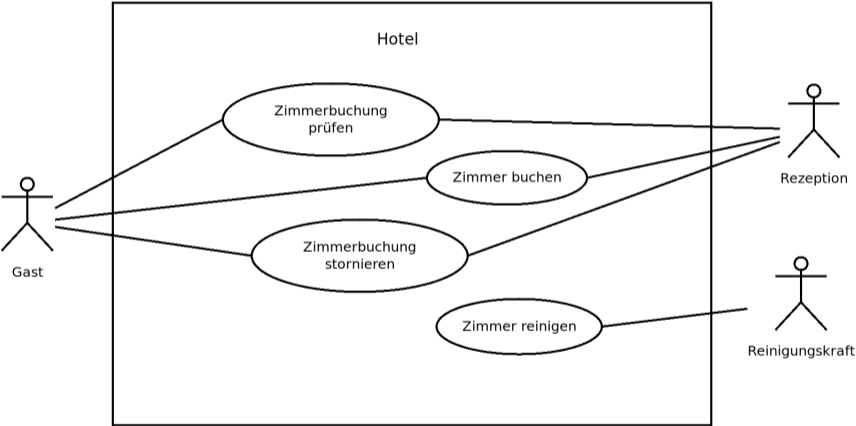 Hotel
Zimmerbuchung
prüfen
Zimmer buchen
Rezeption
Zimmerbuchung
stornieren
Gast
Zimmer reinigen
Reinigungskraft